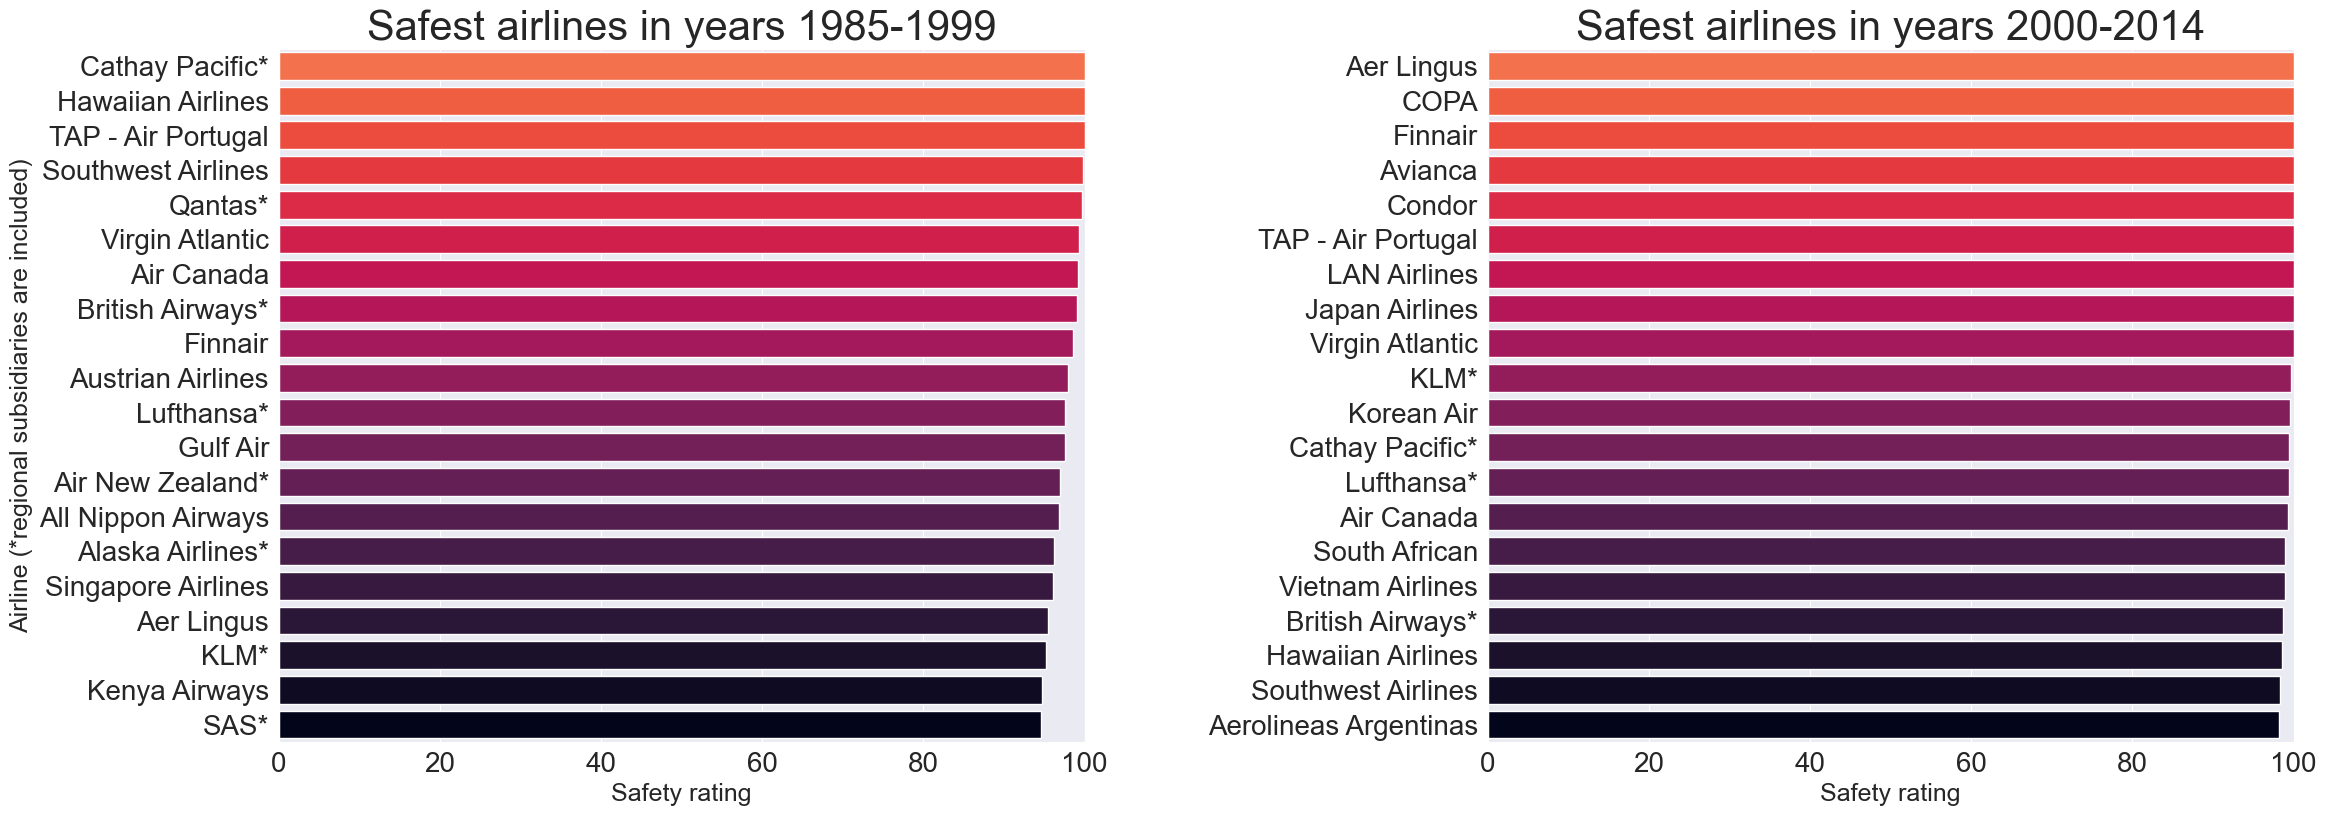 Safest airlines in years 1985-1999
Airline (*regional subsidiaries are included)
Cathay Pacific*
Hawaiian Airlines
TAP - Air Portugal
Southwest Airlines
Qantas*
Virgin Atlantic
Air Canada
British Airways*
Finnair
Austrian Airlines
Lufthansa*
Gulf Air
Air New Zealand*
All Nippon Airways
Alaska Airlines*
Singapore Airlines
Aer Lingus
KLM*
Kenya Airways
SAS*
0 20 40 60 80 100
Safety rating
Safest airlines in years 2000-2014
Aer Lingus
COPA
Finnair
Avianca
Condor
TAP - Air Portugal
LAN Airlines
Japan Airlines
Virgin Atlantic
KLM*
Korean Air
Cathay Pacific*
Lufthansa*
Air Canada
South African
Vietnam Airlines
British Airways*
Hawaiian Airlines
Southwest Airlines
Aerolineas Argentinas
0 20 40 60 80 100
Safety rating